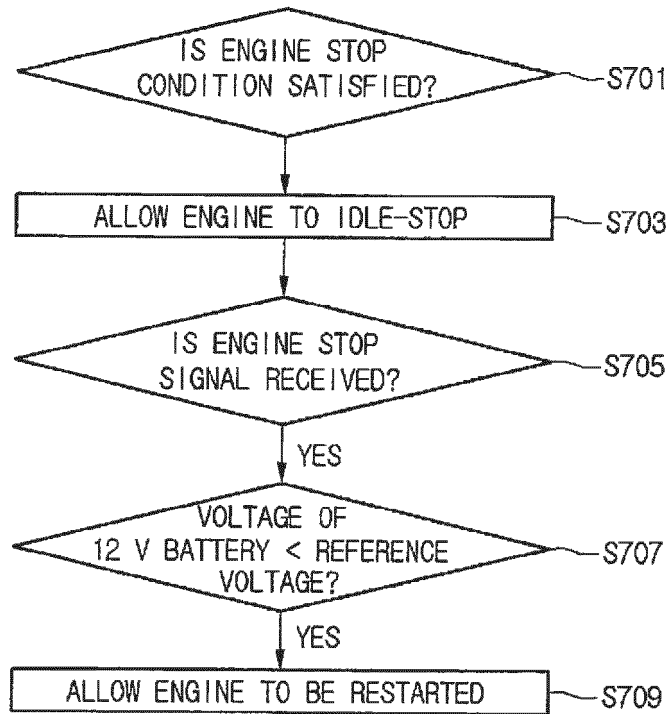 IS ENGINE STOP
CONDITION SATISFIED?
S701
ALLOW ENGINE TO IDLE-STOP
S703
IS ENGINE STOP
SIGNAL RECEIVED?
S705
YES
VOLTAGE OF
12 V BATTERY < REFERENCE
VOLTAGE?
S707
YES
ALLOW ENGINE TO BE RESTARTED
S709